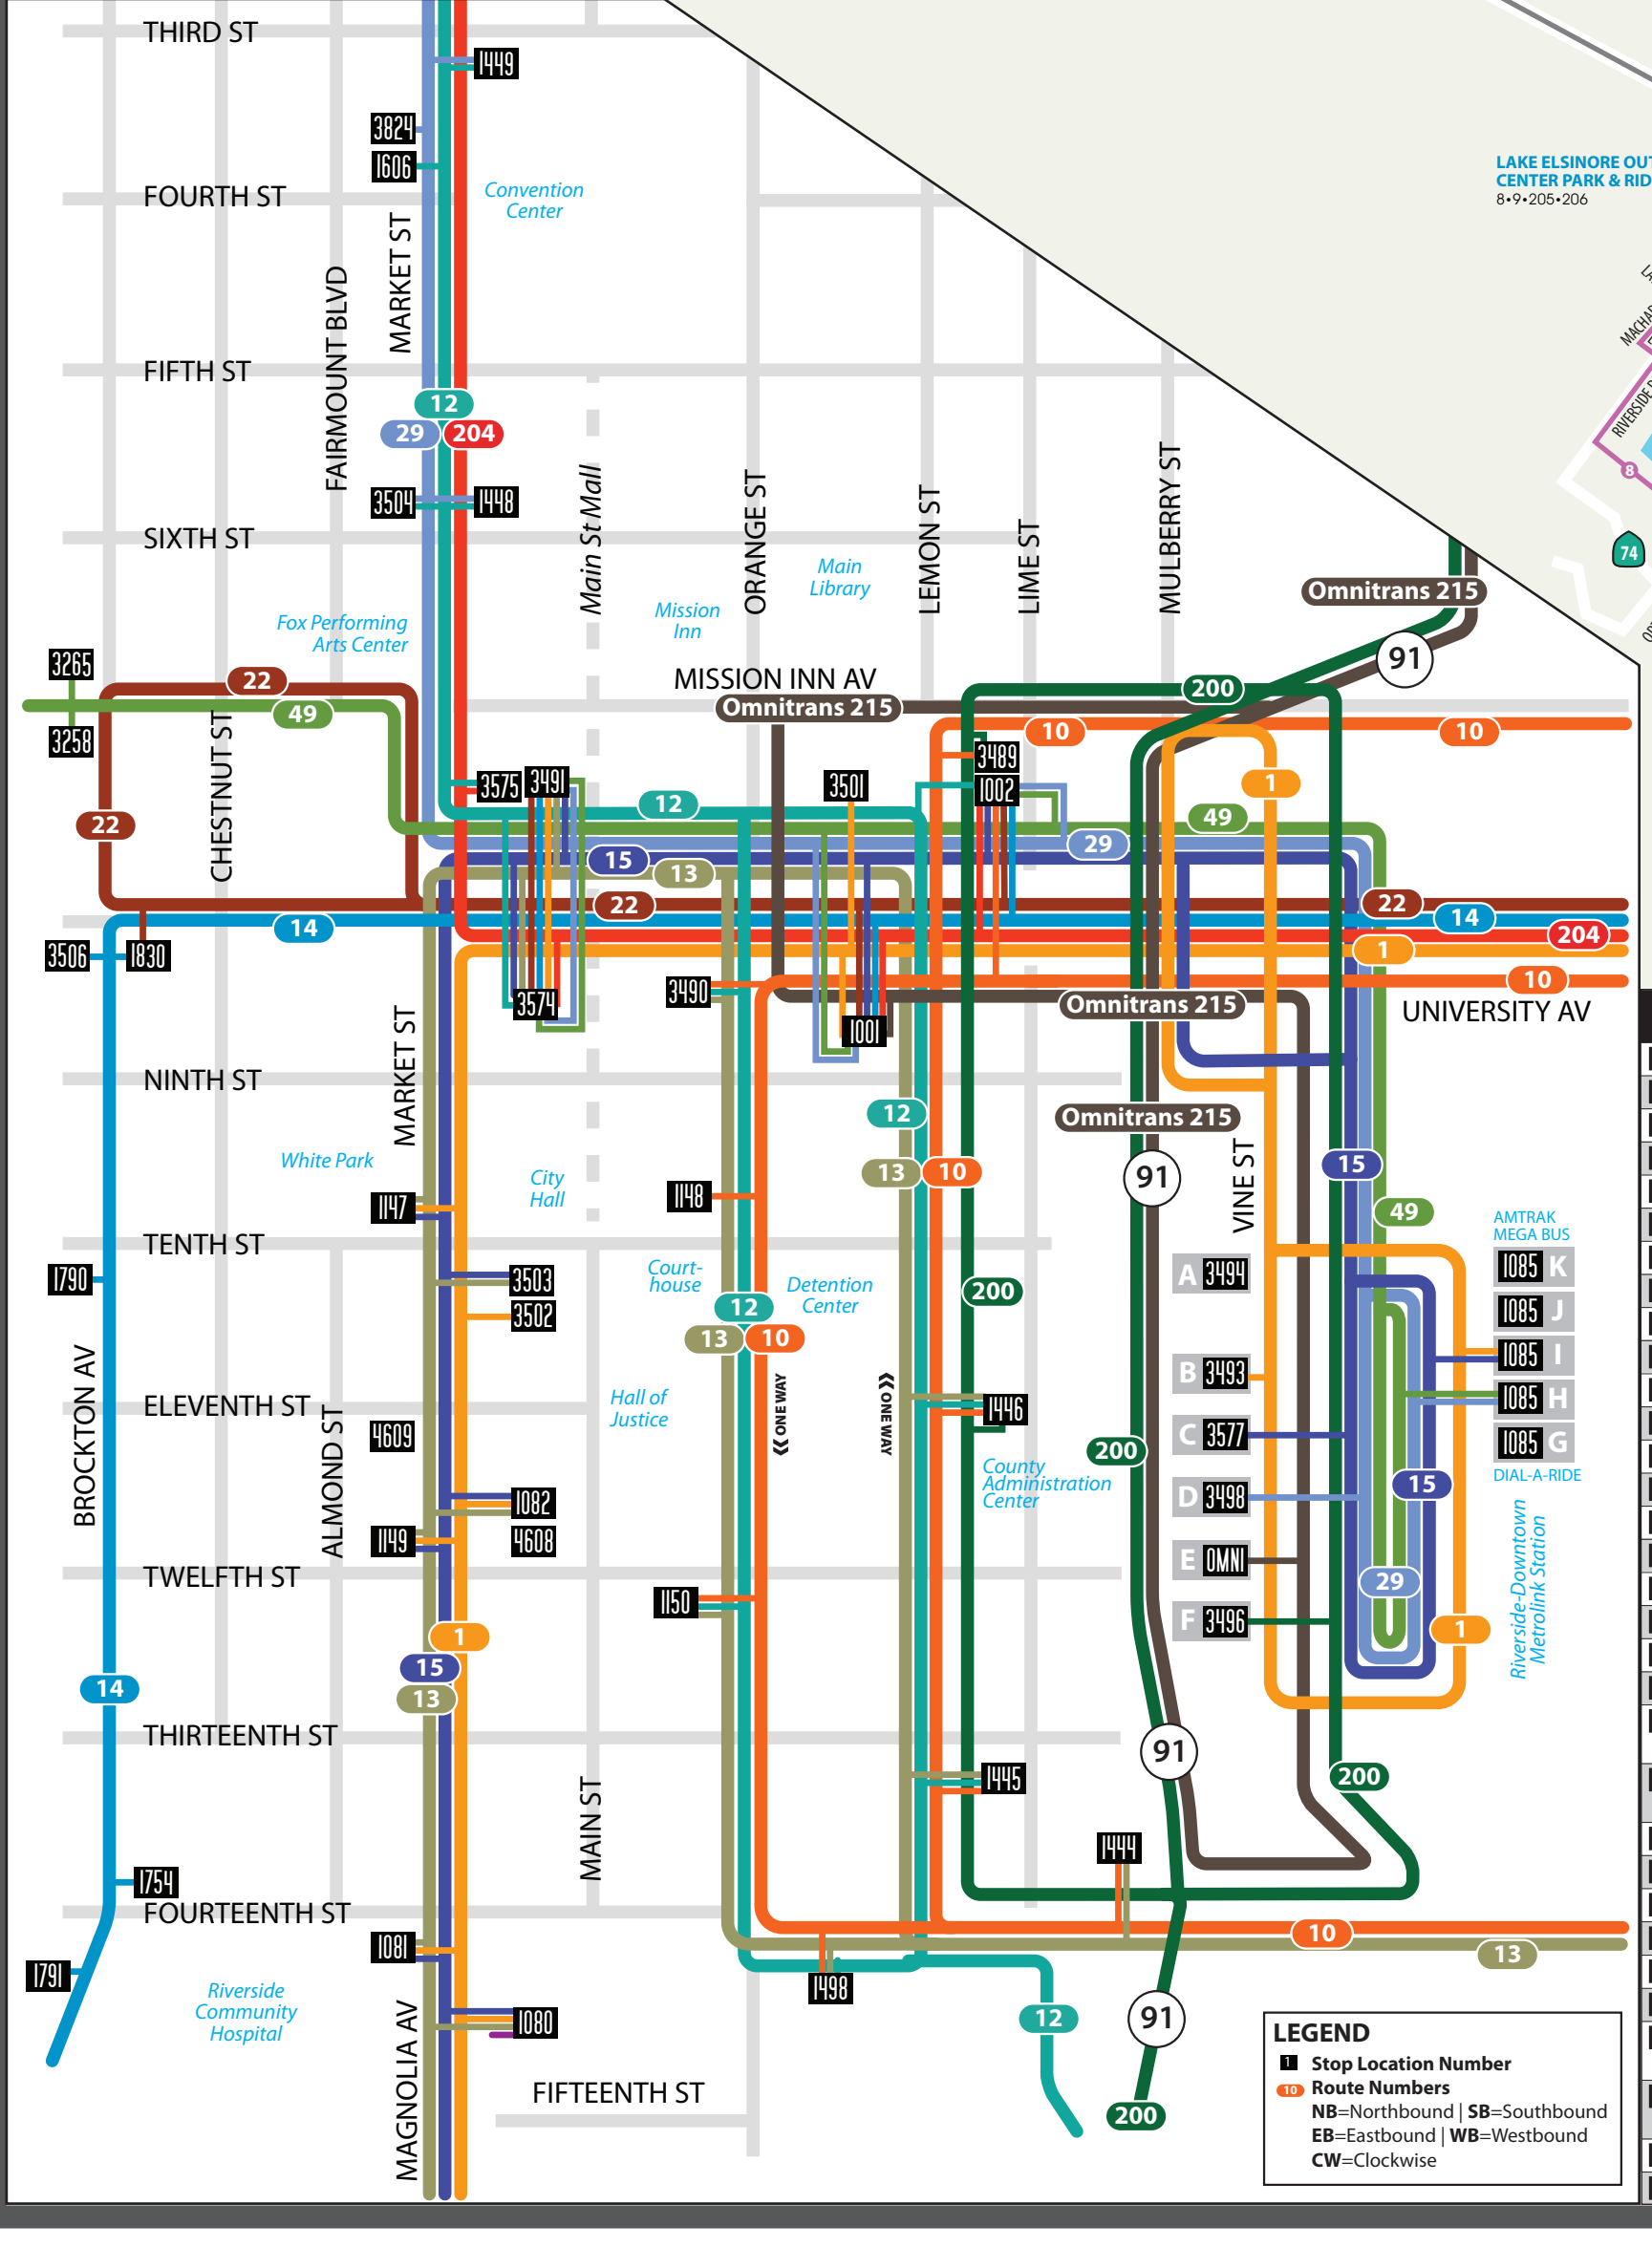 THIRD ST
1449
3824
1606
LAKE ELSINORE
CENTER PARK &
8•9•205•206
FOURTH ST
Convention
Center
MARKET ST
FAIRMOUNT BLVD
FIFTH ST
12
29
204
8
3504
1448
SIXTH ST
Main St Mall
ORANGE ST
LEMON ST
LIME ST
MULBERRY ST
74
Main
Library
Omnitrans 215
Mission
Inn
Fox Performing
Arts Center
3265
91
22
MISSION INN AV
200
49
Omnitrans 215
3258
10
10
CHESTNUT ST
3575
3491
3501
3489
1002
1
22
12
49
29
15
13
22
22
14
14
204
3506
1830
1
10
3490
3574
1001
Omnitrans 215
UNIVERSITY AV
MARKET ST
NINTH ST
12
Omnitrans 215
White Park
City
Hall
13
10
91
VINE ST
15
1147
1148
49
AMTRAK
MEGA BUS
TENTH ST
1790
3503
3502
Court-
house
Detention
Center
200
A 3494
1085 K
1085 J
12
13
10
1085 I
B 3493
1085 H
BROCKTON AV
ELEVENTH ST
ALMOND ST
Hall of
Justice
ONE WAY
ONE WAY
1446
4609
200
C 3577
1085 G
County
Administration
Center
DIAL-A-RIDE
15
D 3498
1082
1149
4608
E OMNI
Riverside-Downtown
Metrolink Station
TWELFTH ST
29
1150
F 3496
1
1
15
14
13
THIRTEENTH ST
91
MAIN ST
1445
200
1444
1754
FOURTEENTH ST
1081
10
13
1791
1498
Riverside
Community
Hospital
MAGNOLIA AV
1080
12
91
FIFTEENTH ST
200
LEGEND
1 Stop Location Number
10 Route Numbers
NB=Northbound | SB=Southbound
EB=Eastbound | WB=Westbound
CW=Clockwise